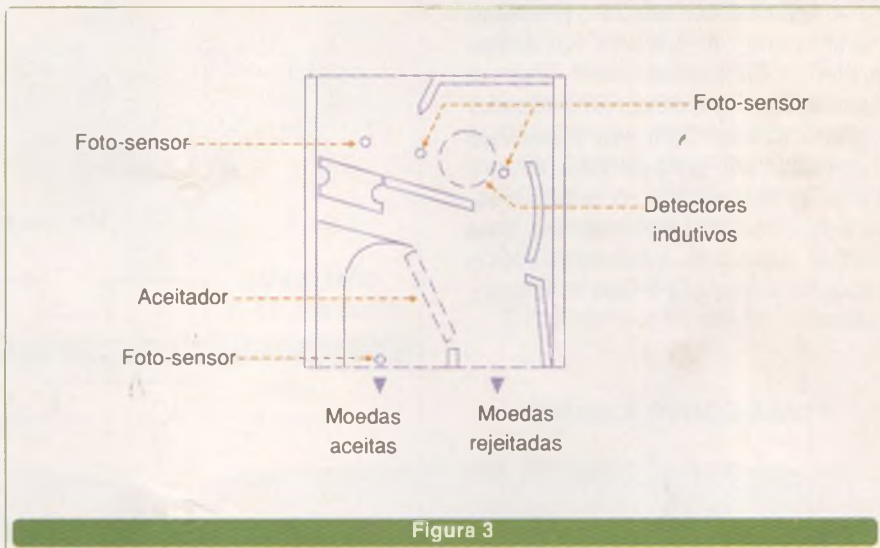 Foto-sensor
Foto-sensor
Detectores
indutivos
Aceitador
Foto-sensor
Moedas
aceitas
Moedas
rejeitadas
Figura 3